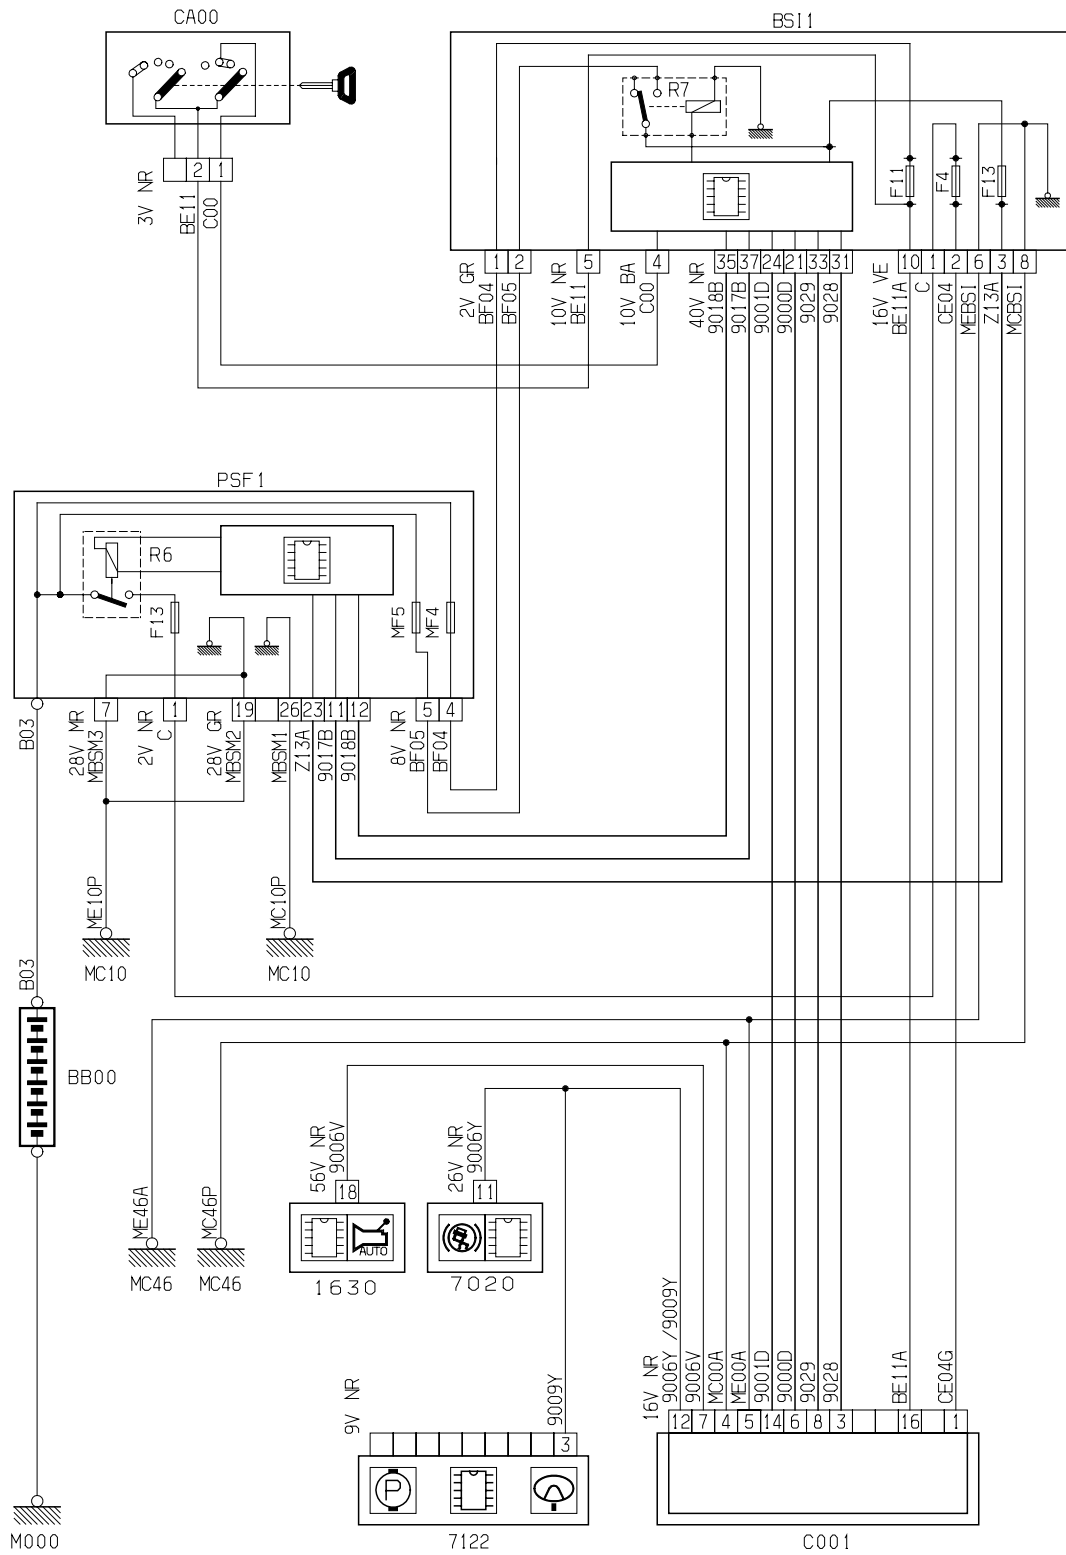 CA00
BSI1
R7
F11
F4
F13
2 1
3V NR
BE11
C00
1 2 5 4 35 37 24 21 33 31 10 1 2 6 3 8
2V GR
BF04
BF05
10V NR
BE11
10V BA
C00
40V NR
9018B
9017B
9001D
9000D
9029
9028
16V VE
BE11A
C
CE04
MEBSI
Z13A
MCBSI
PSF1
R6
F13
MF5
MF4
7 1 19 26 23 11 12 5 4
B03
28V MR
MBSM3
2V NR
C
28V GR
MBSM2
MBSM1
Z13A
9017B
9018B
8V NR
BF05
BF04
ME10P
MC10P
MC10
MC10
B03
BB00
ME46A
MC46P
MC46
MC46
56V NR
9006V
18
AUTO
1630
26V NR
9006Y
11
7020
9V NR
9009Y
3
P
7122
16V NR
9006Y /9009Y
9006V
MC00A
ME00A
9001D
9000D
9029
9028
BE11A
CE04G
12 7 4 5 14 6 8 3 16 1
C001
M000